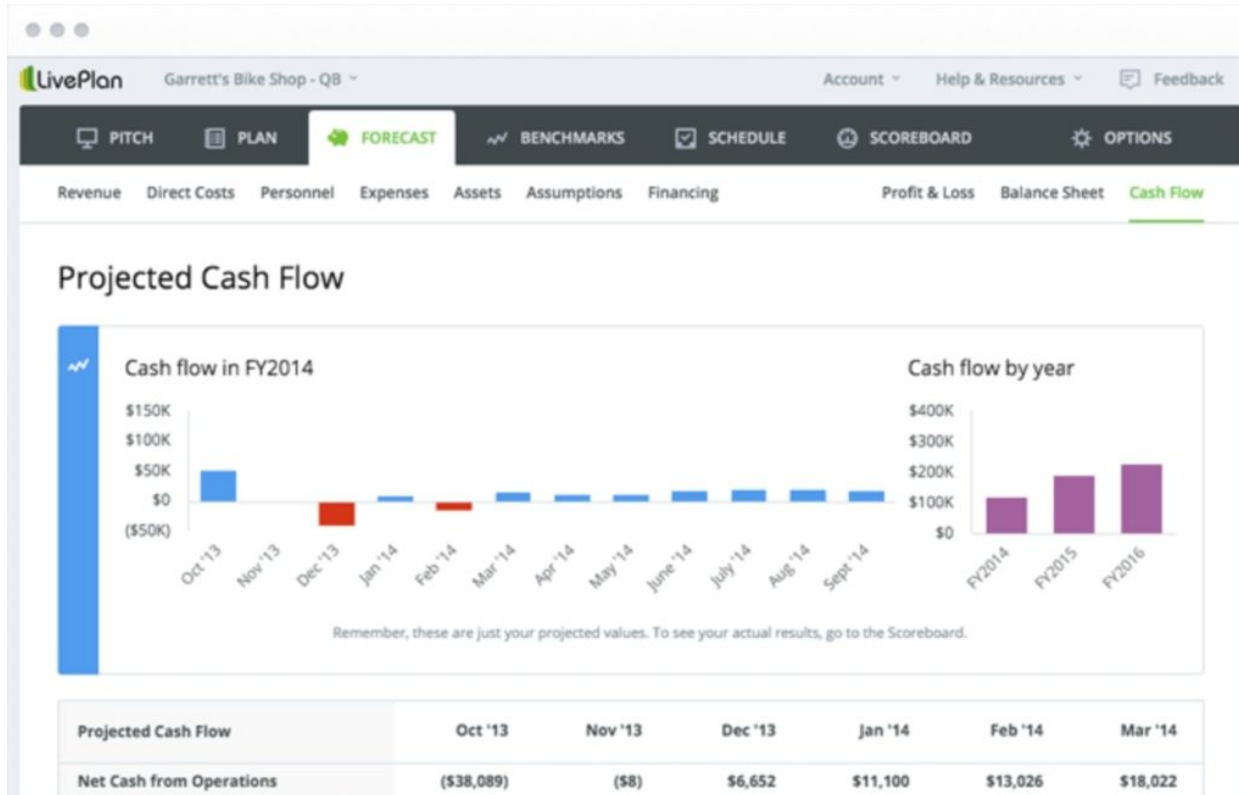 LivePlan Garrett's Bike Shop - QB Account Help & Resources Feedback
PITCH PLAN FORECAST BENCHMARKS SCHEDULE SCOREBOARD OPTIONS
Revenue Direct Costs Personnel Expenses Assets Assumptions Financing Profit & Loss Balance Sheet Cash Flow
Projected Cash Flow
Cash flow in FY2014
$150K
$100K
$50K
$0
($50K)
Oct '13 Nov '13 Dec '13 Jan '14 Feb '14 Mar '14 Apr '14 May '14 June '14 July '14 Aug '14 Sept '14
Cash flow by year
$400K
$300K
$200K
$100K
$0
FY2014 FY2015 FY2016
Remember, these are just your projected values. To see your actual results, go to the Scoreboard.
Projected Cash Flow Oct '13 Nov '13 Dec '13 Jan '14 Feb '14 Mar '14
Net Cash from Operations ($38,089) ($8) $6,652 $11,100 $13,026 $18,022